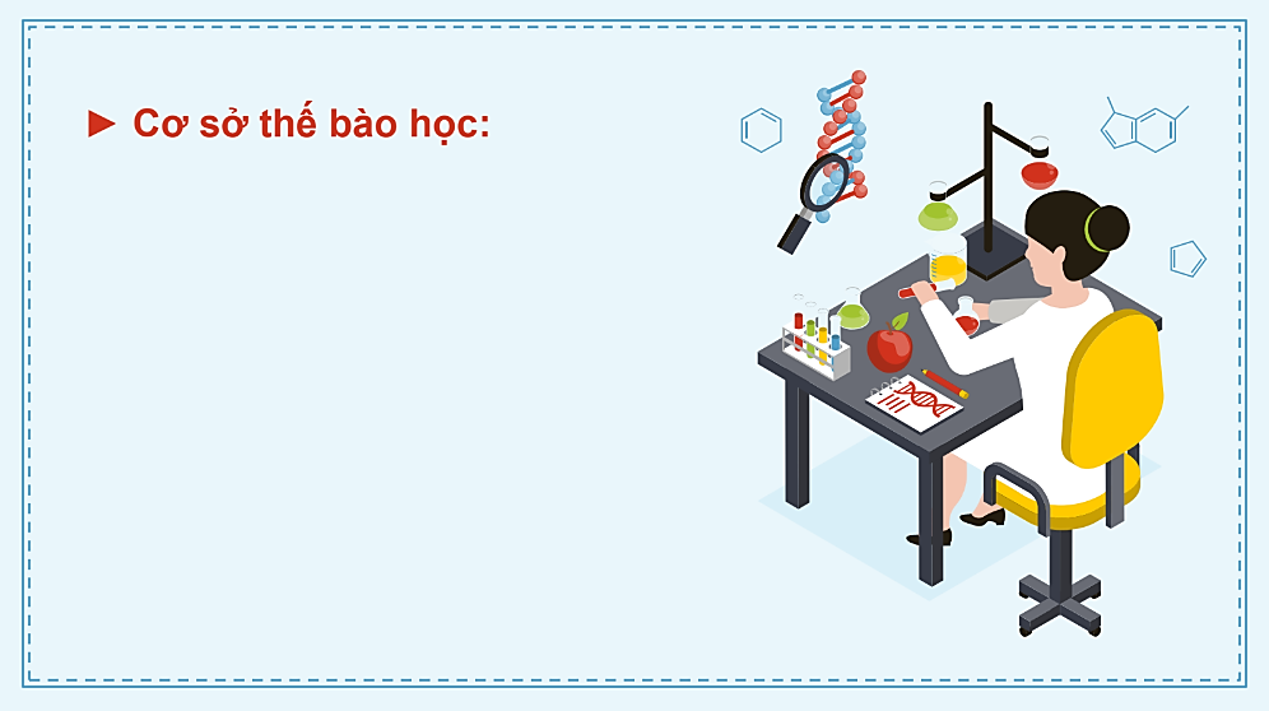 ► Cơ sở thế bào học: